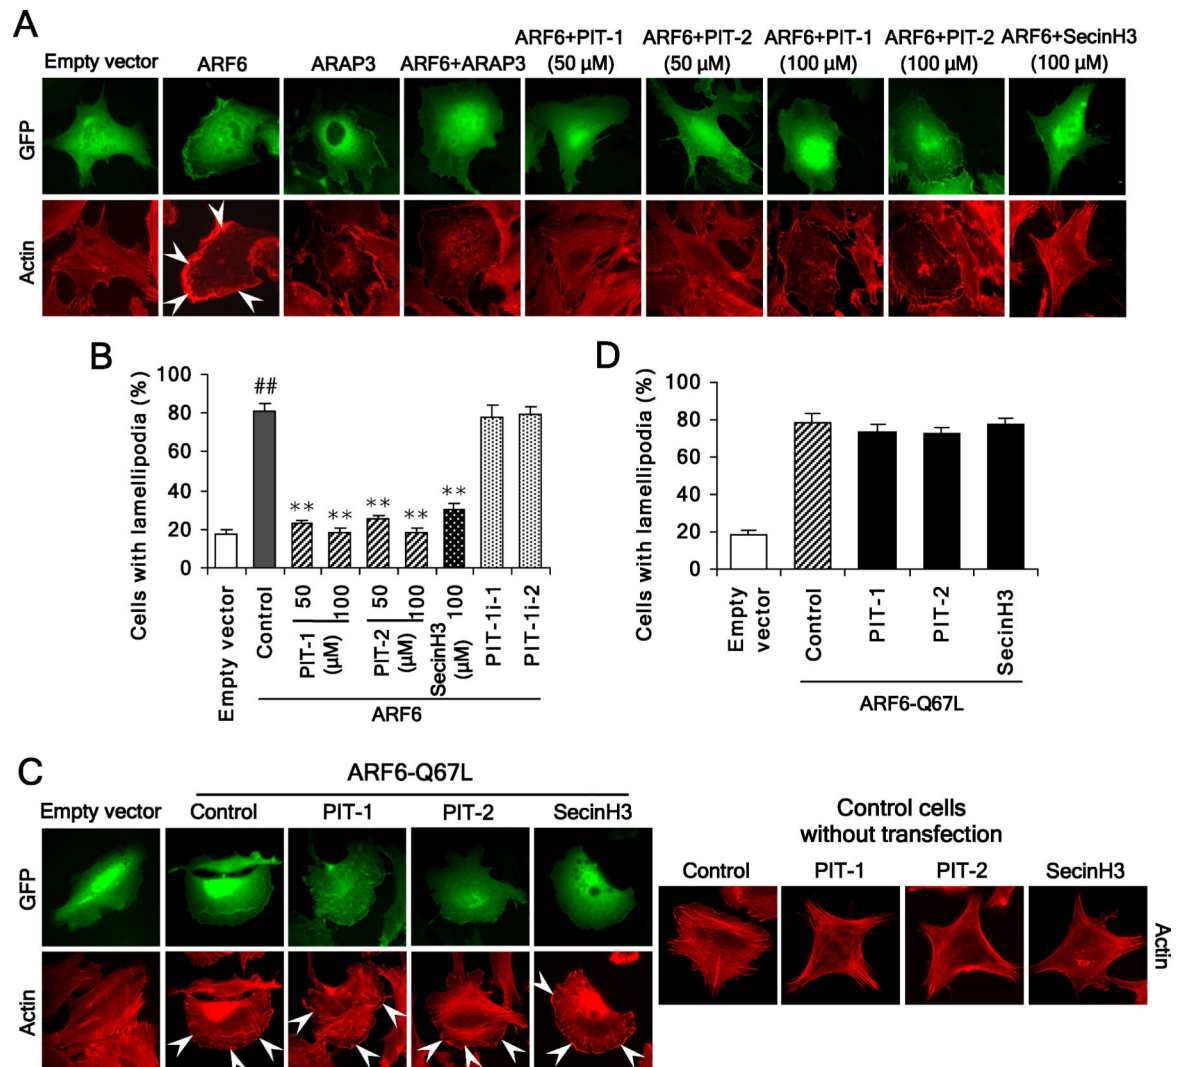 A
Empty vector
ARF6
ARAP3
ARF6+ARAP3
ARF6+PIT-1
(50 µM)
ARF6+PIT-2
(50 µM)
ARF6+PIT-1
(100 µM)
ARF6+PIT-2
(100 µM)
ARF6+SecinH3
(100 µM)
GFP
Actin
B
Cells with lamellipodia (%)
100
80
60
40
20
0
##
**
**
**
**
**
Empty vector
Control
50
100
PIT-1
(µM)
50
100
PIT-2
(µM)
SecinH3
100
(µM)
PIT-1i-1
PIT-1i-2
ARF6
D
Cells with lamellipodia (%)
100
80
60
40
20
0
Empty
vector
Control
PIT-1
PIT-2
SecinH3
ARF6-Q67L
C
ARF6-Q67L
Empty vector
Control
PIT-1
PIT-2
SecinH3
GFP
Actin
Control cells
without transfection
Control
PIT-1
PIT-2
SecinH3
Actin